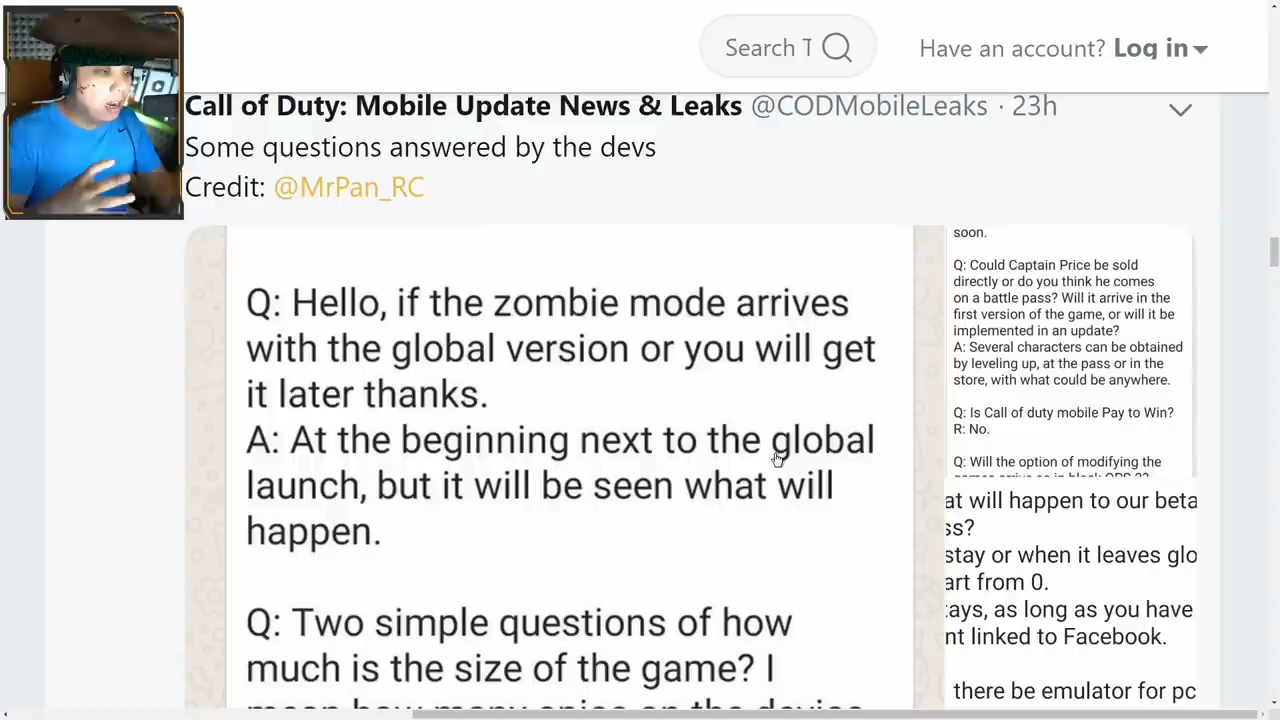 Search T
Have an account? Log in
Call of Duty: Mobile Update News & Leaks @CODMobileLeaks · 23h
Some questions answered by the devs
Credit: @MrPan_RC
Q: Hello, if the zombie mode arrives
with the global version or you will get
it later thanks.
A: At the beginning next to the global
launch, but it will be seen what will
happen.
Q: Two simple questions of how
much is the size of the game? I
soon.
Q: Could Captain Price be sold
directly or do you think he comes
on a battle pass? Will it arrive in the
first version of the game, or will it be
implemented in an update?
A: Several characters can be obtained
by leveling up, at the pass or in the
store, with what could be anywhere.
Q: Is Call of duty mobile Pay to Win?
R: No.
Q: Will the option of modifying the
at will happen to our beta
ss?
stay or when it leaves glo
art from 0.
ays, as long as you have
nt linked to Facebook.
there be emulator for pc